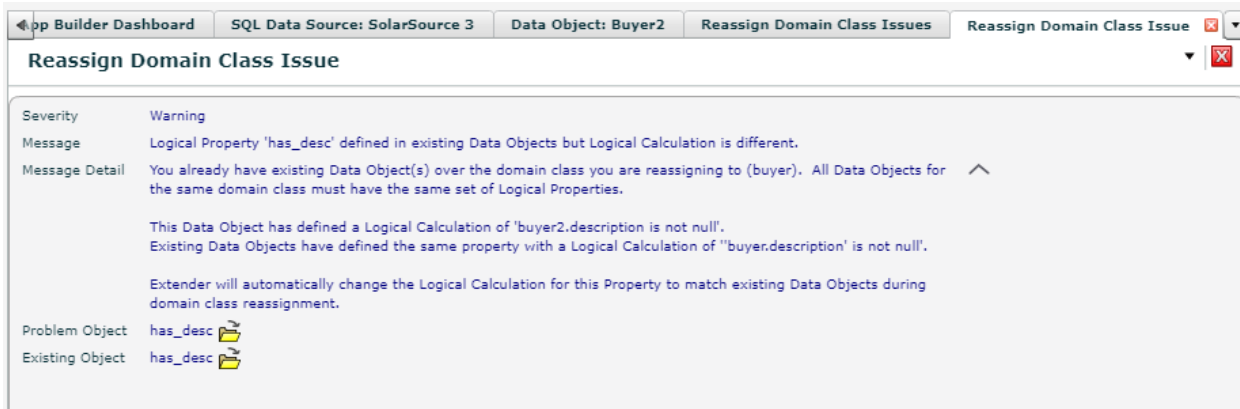 pp Builder Dashboard SQL Data Source: SolarSource 3 Data Object: Buyer2 Reassign Domain Class Issues Reassign Domain Class Issue
Reassign Domain Class Issue
Severity Warning
Message Logical Property 'has_desc' defined in existing Data Objects but Logical Calculation is different.
Message Detail You already have existing Data Object(s) over the domain class you are reassigning to (buyer). All Data Objects for
the same domain class must have the same set of Logical Properties.
This Data Object has defined a Logical Calculation of 'buyer2.description is not null'.
Existing Data Objects have defined the same property with a Logical Calculation of ''buyer.description' is not null'.
Extender will automatically change the Logical Calculation for this Property to match existing Data Objects during
domain class reassignment.
Problem Object has_desc
Existing Object has_desc